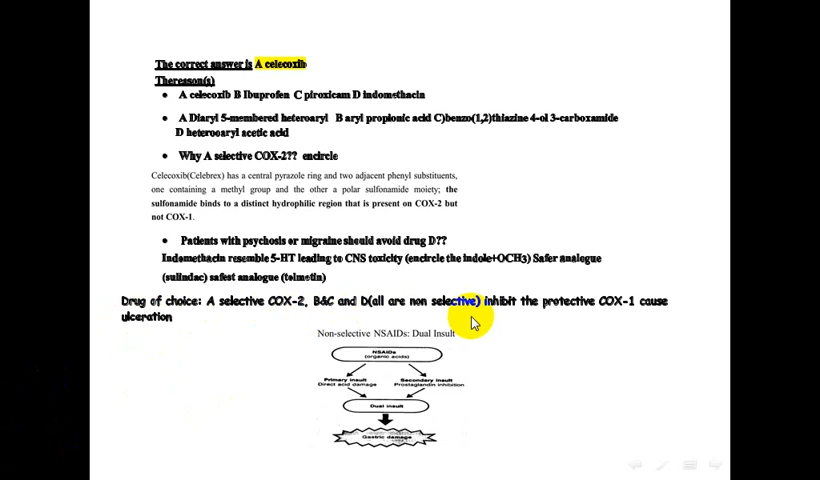 The correct answer is A celecoxib
Thereason(s)
• A celecoxib B Ibuprofen C piroxicam D indomethacin
• A Diaryl 5-membered heteroaryl B aryl propionic acid C)benzo(1,2)thiazine 4-ol 3-carboxamide
D heterooaryl acetic acid
• Why A selective COX-2?? encircle
Celecoxib(Celebrex) has a central pyrazole ring and two adjacent phenyl substituents,
one containing a methyl group and the other a polar sulfonamide moiety; the
sulfonamide binds to a distinct hydrophilic region that is present on COX-2 but
not COX-1.
• Patients with psychosis or migraine should avoid drug D??
Indomethacin resemble 5-HT leading to CNS toxicity (encircle the indole+OCH3) Safer analogue
(sulindac) safest analogue (tolmetin)
Drug of choice: A selective COX-2, B&C and D(all are non selective) inhibit the protective COX-1 cause
ulceration
Non-selective NSAIDs: Dual Insult
NSAIDs
(organic acids)
Primary insult
Direct acid damage
Secondary insult
Prostaglandin inhibition
Dual insult
Gastric damage